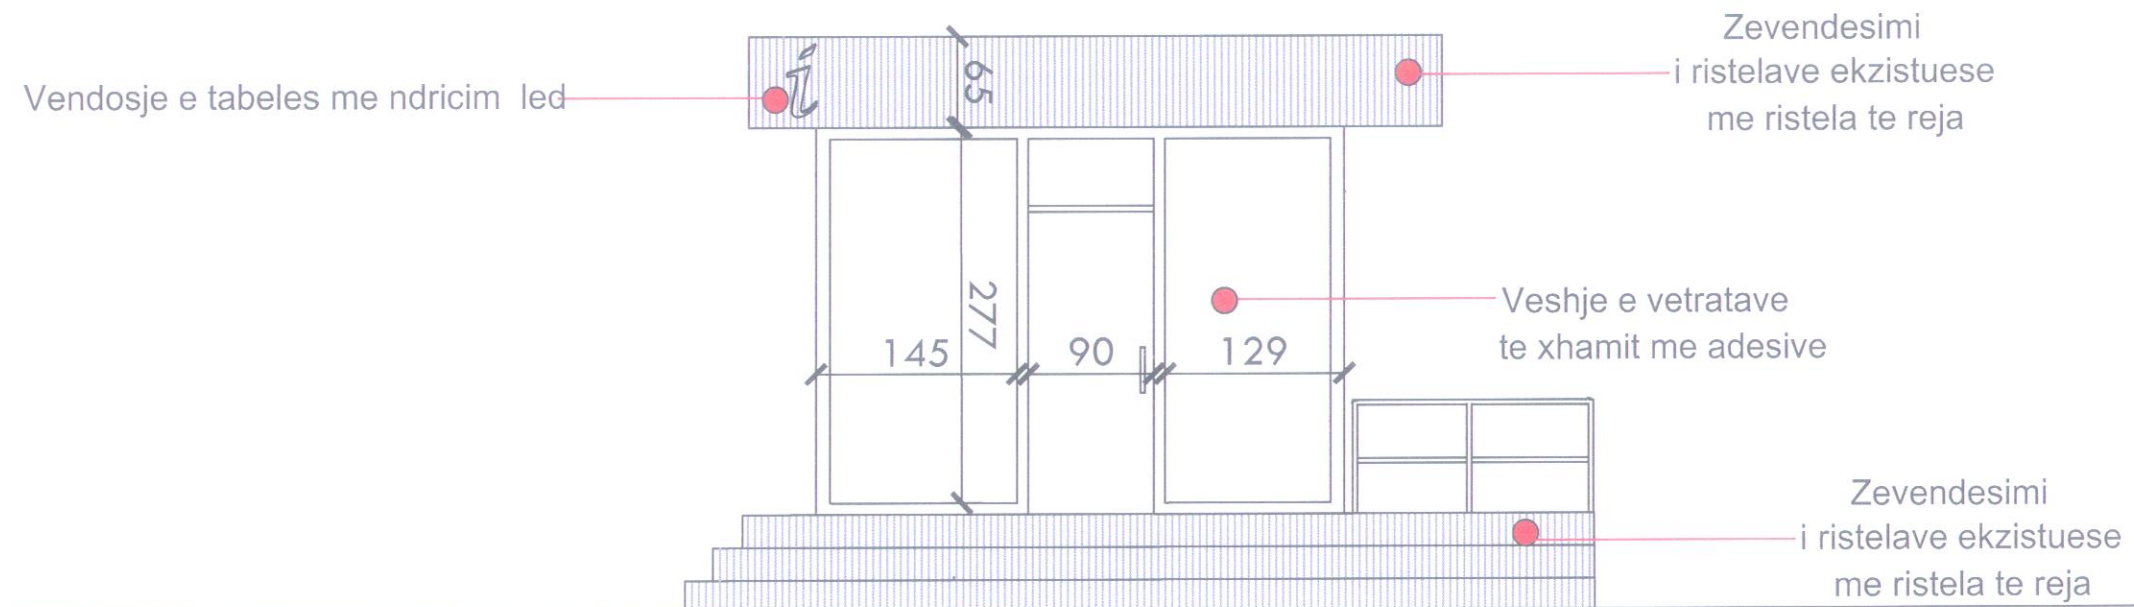 Zevendesimi
i ristelave ekzistuese
me ristela te reja
Vendosje e tabeles me ndricim led
i
65
277
145
90
129
Veshje e vetratave
te xhamit me adesive
Zevendesimi
i ristelave ekzistuese
me ristela te reja